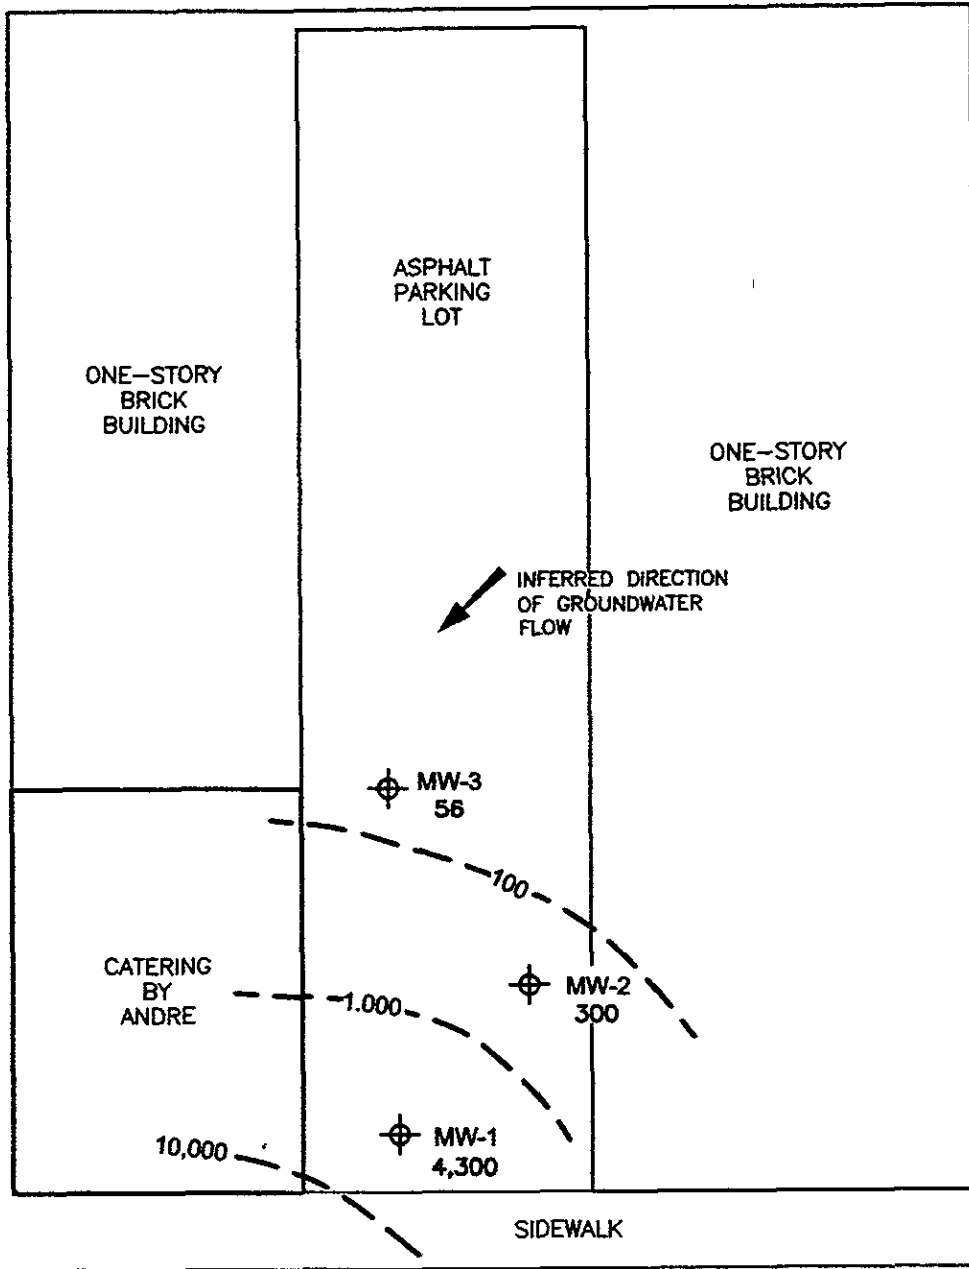 ASPHALT
PARKING
LOT
ONE-STORY
BRICK
BUILDING
ONE-STORY
BRICK
BUILDING
INFERRED DIRECTION
OF GROUNDWATER
FLOW
MW-3
56
100
CATERING
BY
ANDRE
MW-2
300
1.000
10,000
MW-1
4,300
SIDEWALK